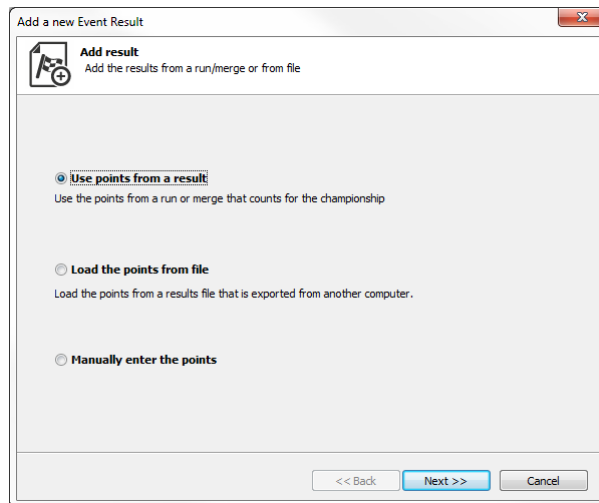 Add a new Event Result
Add result
Add the results from a run/merge or from file
Use points from a result
Use the points from a run or merge that counts for the championship
Load the points from file
Load the points from a results file that is exported from another computer.
Manually enter the points
<< Back
Next >>
Cancel